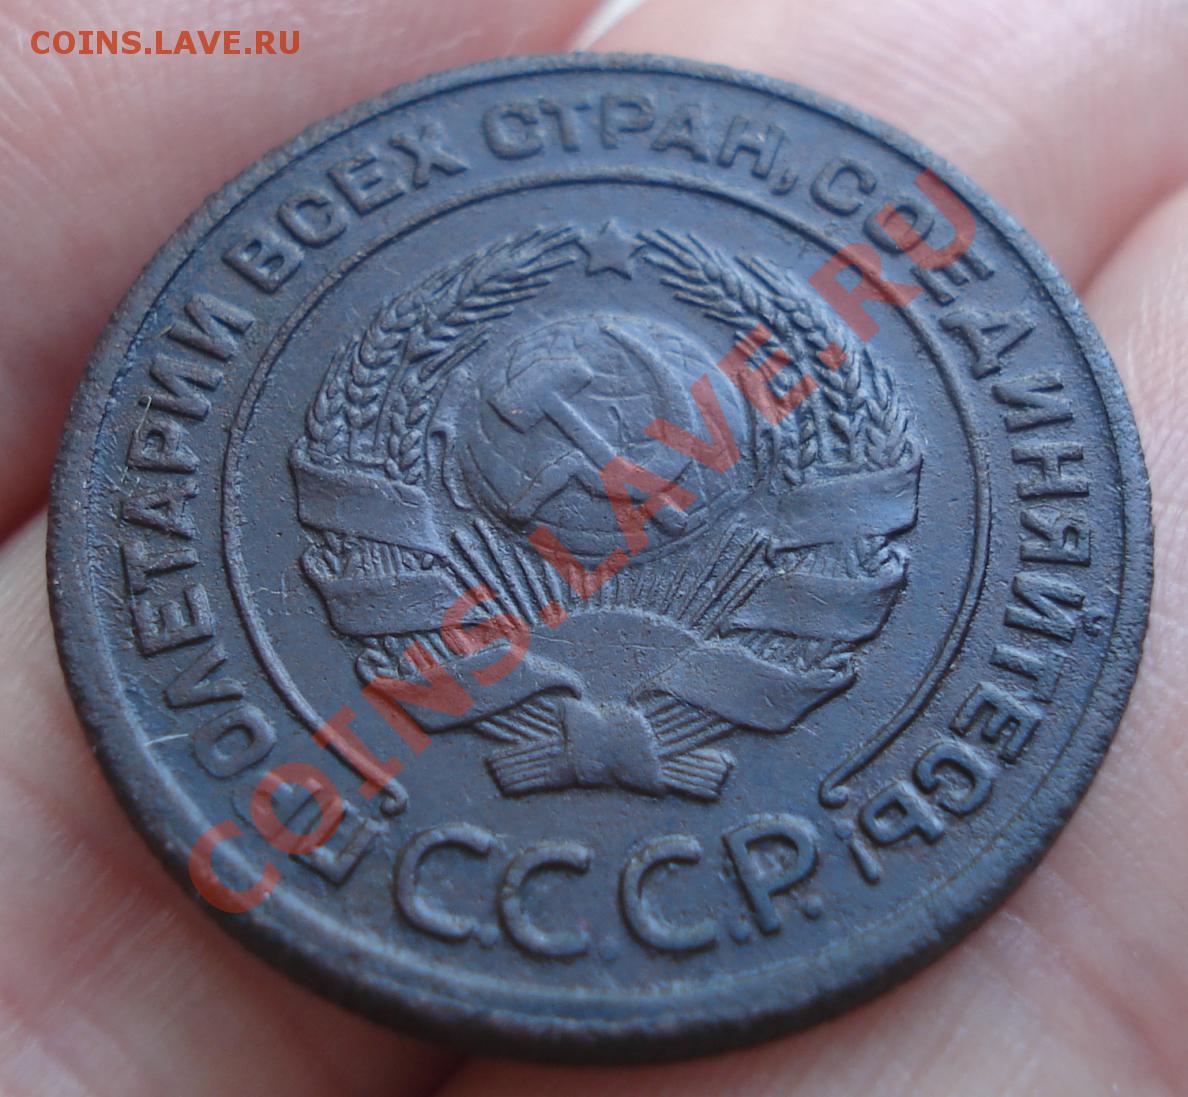 COINS.LAVE.RU
ПРОЛЕТАРИИ ВСЕХ СТРАН, СОЕДИНЯЙТЕСЬ!
С.С.С.Р.
COINS.LAVE.RU